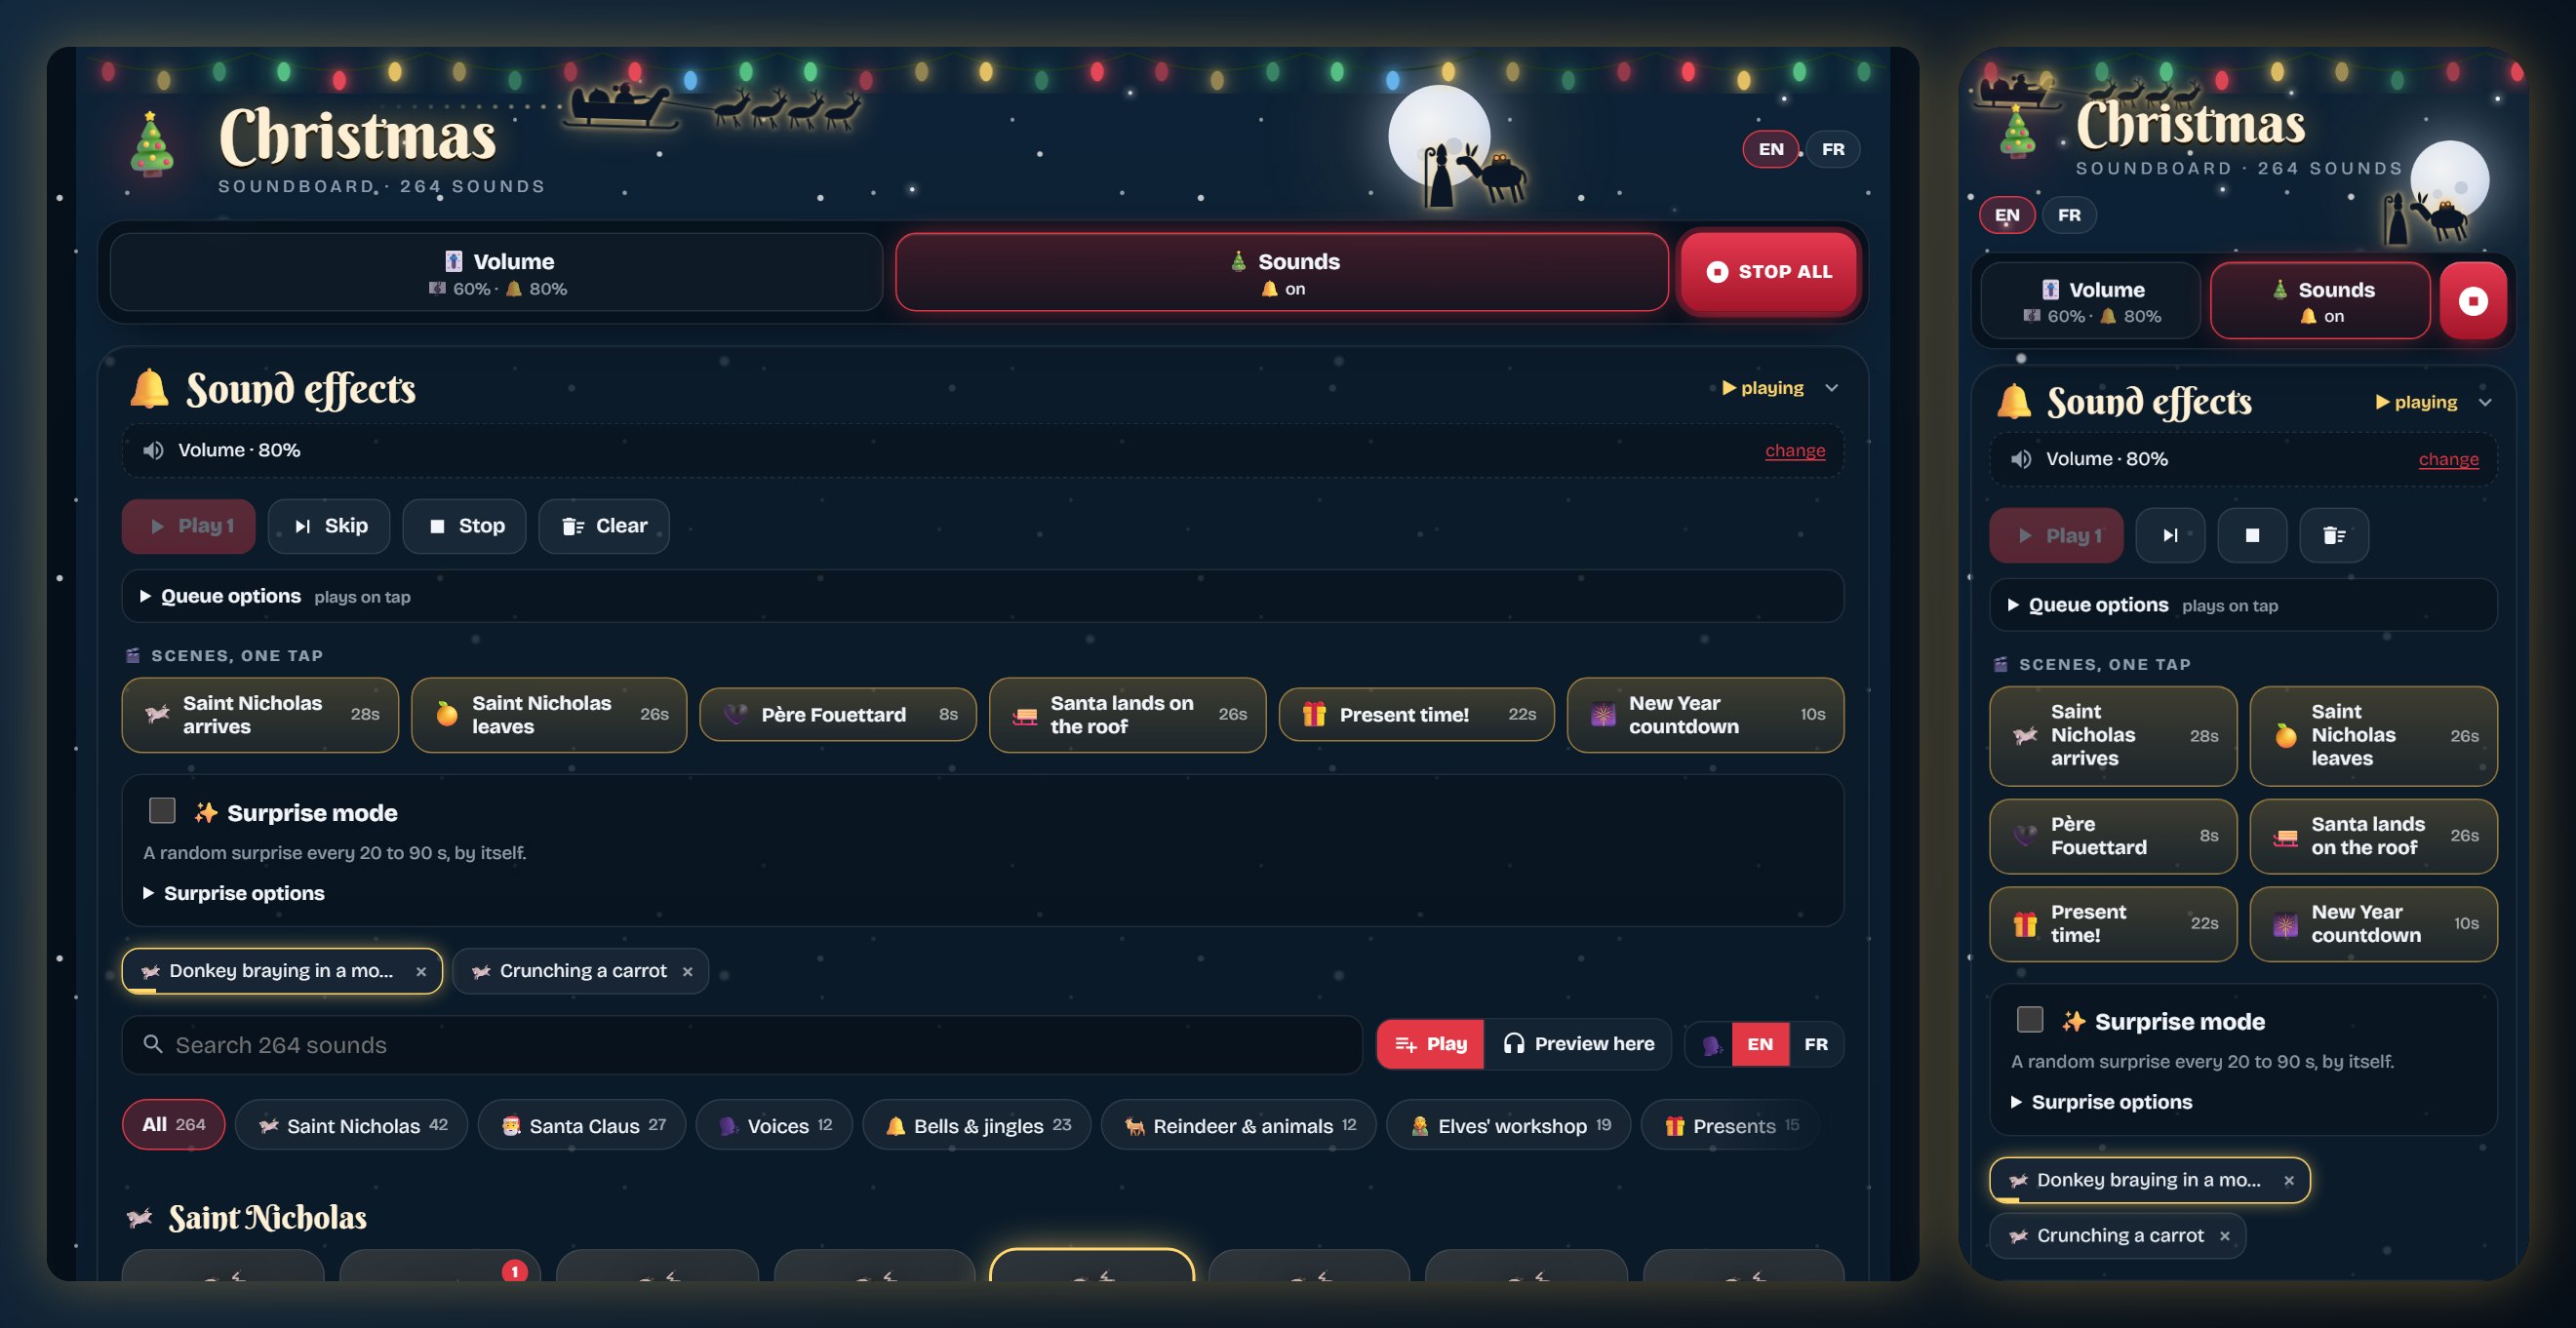 Christmas
SOUNDBOARD · 264 SOUNDS
EN FR
Volume
60% · 80%
Sounds
on
STOP ALL
Sound effects
playing
Volume · 80%
change
Play 1
Skip
Stop
Clear
Queue options plays on tap
SCENES, ONE TAP
Saint Nicholas
arrives
28s
Saint Nicholas
leaves
26s
Père Fouettard 8s
Santa lands on
the roof
26s
Present time! 22s
New Year
countdown
10s
Surprise mode
A random surprise every 20 to 90 s, by itself.
Surprise options
Donkey braying in a mo... ×
Crunching a carrot ×
Search 264 sounds
Play
Preview here
EN FR
All 264
Saint Nicholas 42
Santa Claus 27
Voices 12
Bells & jingles 23
Reindeer & animals 12
Elves' workshop 19
Presents 15
Saint Nicholas
1
Christmas
SOUNDBOARD · 264 SOUNDS
EN FR
Volume
60% · 80%
Sounds
on
Sound effects
playing
Volume · 80%
change
Play 1
Queue options plays on tap
SCENES, ONE TAP
Saint
Nicholas
arrives
28s
Saint
Nicholas
leaves
26s
Père
Fouettard
8s
Santa lands
on the roof
26s
Present
time!
22s
New Year
countdown
10s
Surprise mode
A random surprise every 20 to 90 s, by itself.
Surprise options
Donkey braying in a mo... ×
Crunching a carrot ×